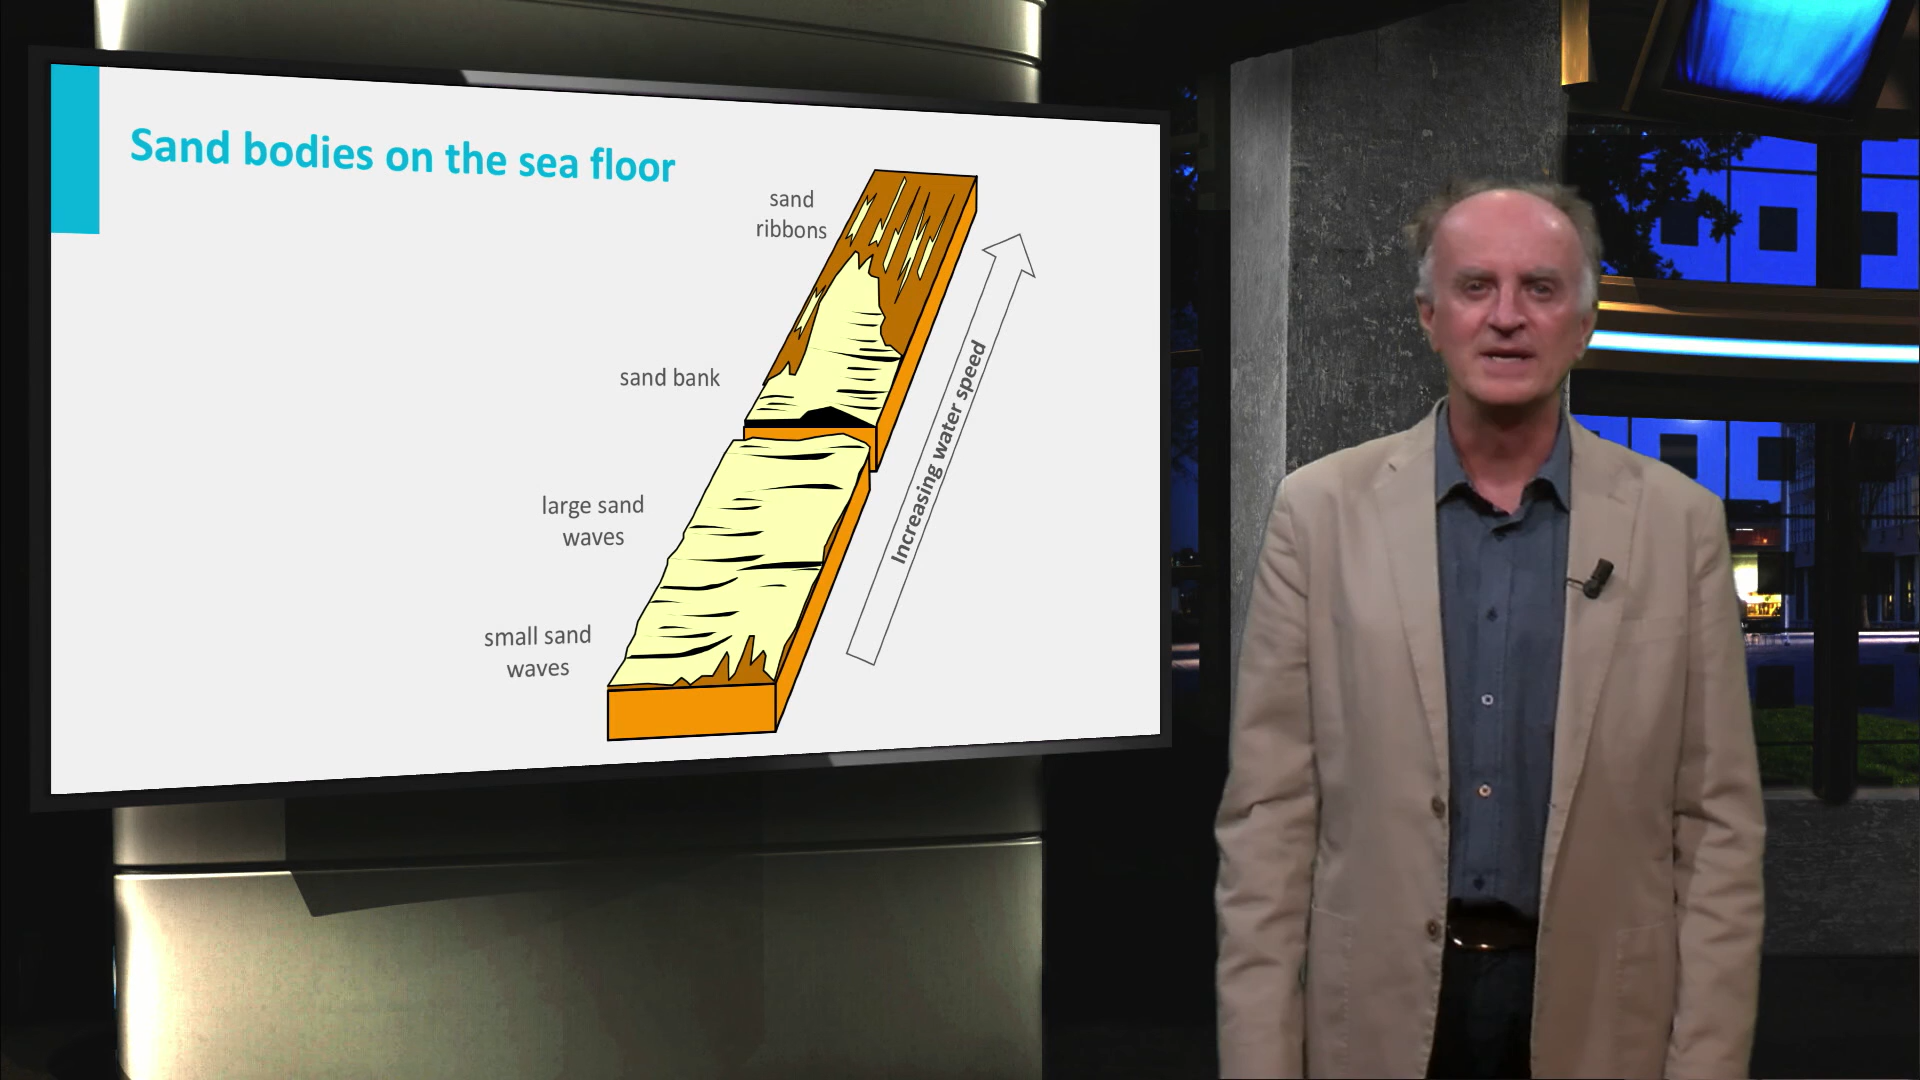 Sand bodies on the sea floor
sand
ribbons
sand bank
large sand
waves
small sand
waves
Increasing water speed